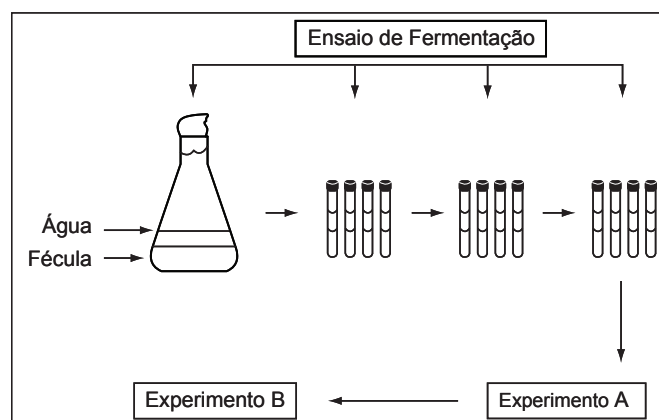 Ensaio de Fermentação
Água
Fécula
Experimento B
Experimento A